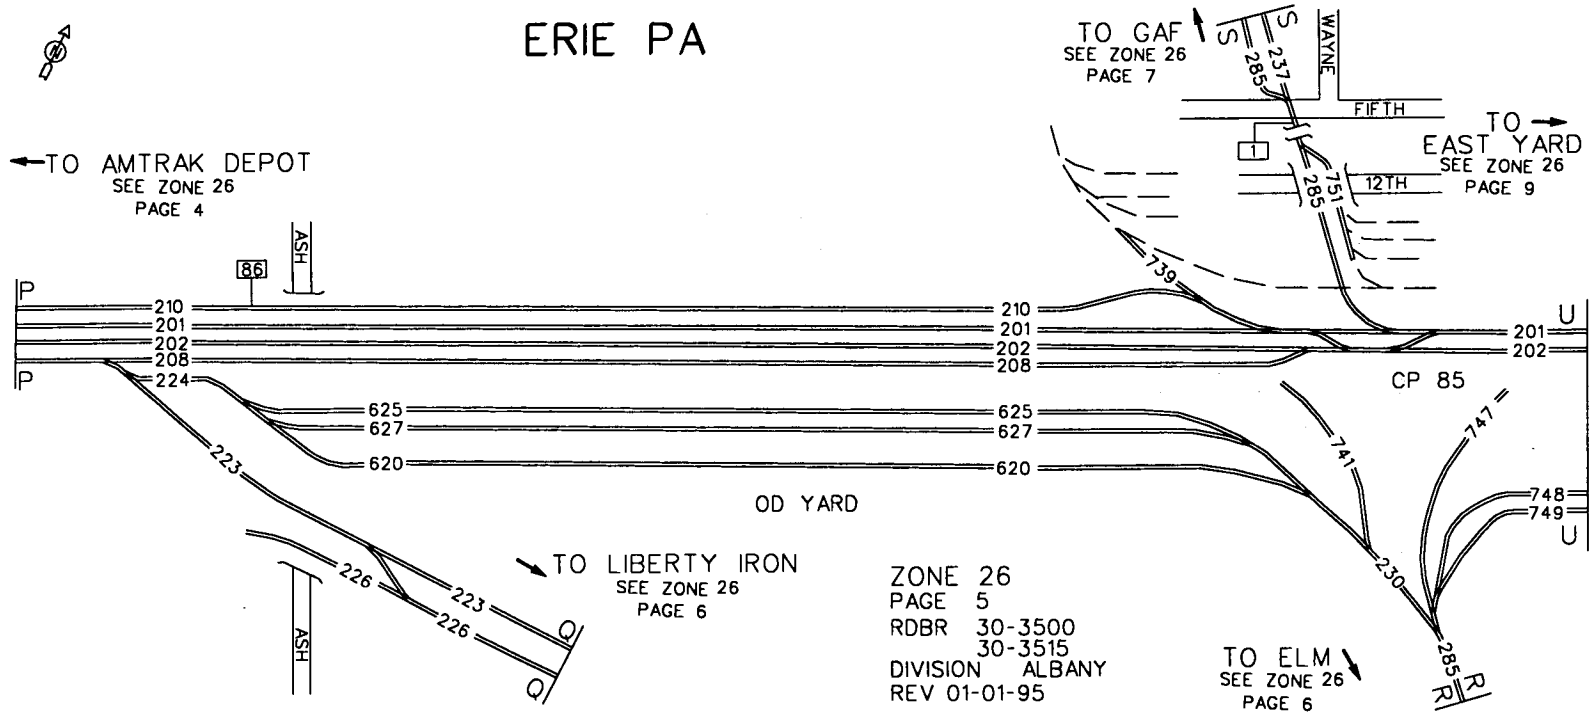 ERIE PA
N
TO GAF
SEE ZONE 26
PAGE 7
S
S
237
285
WAYNE
FIFTH
1
TO
EAST YARD
SEE ZONE 26
PAGE 9
12TH
751
285
TO AMTRAK DEPOT
SEE ZONE 26
PAGE 4
ASH
86
739
P
210
210
201
201
201
U
202
202
202
208
208
P
224
CP 85
625
625
627
627
620
620
223
741
747
OD YARD
748
749
U
226
223
226
ASH
Q
Q
TO LIBERTY IRON
SEE ZONE 26
PAGE 6
230
285
R
R
TO ELM
SEE ZONE 26
PAGE 6
ZONE 26
PAGE 5
RDBR 30-3500
30-3515
DIVISION ALBANY
REV 01-01-95